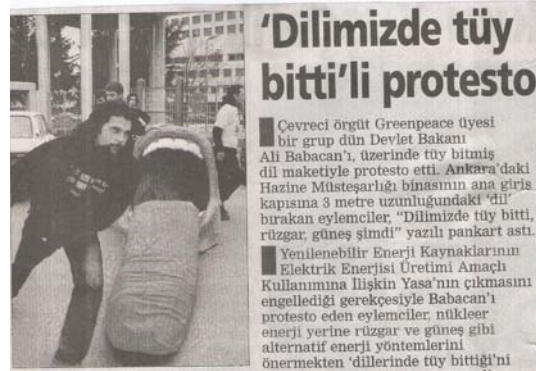 'Dilimizde tüy
bitti'li protesto
Çevreci örgüt Greenpeace üyesi
bir grup dün Devlet Bakanı
Ali Babacan'ı, üzerinde tüy bitmiş
dil maketiyle protesto etti. Ankara'daki
Hazine Müsteşarlığı binasının ana giriş
kapısına 3 metre uzunluğundaki 'dil'
bırakan eylemciler, "Dilimizde tüy bitti,
rüzgar, güneş şimdi" yazılı pankart astı.
Yenilenebilir Enerji Kaynaklarının
Elektrik Enerjisi Üretimi Amaçlı
Kullanımına İlişkin Yasa'nın çıkmasını
engellediği gerekçesiyle Babacan'ı
protesto eden eylemciler, nükleer
enerji yerine rüzgar ve güneş gibi
alternatif enerji yöntemlerini
önermekten 'dillerinde tüy bittiği'ni